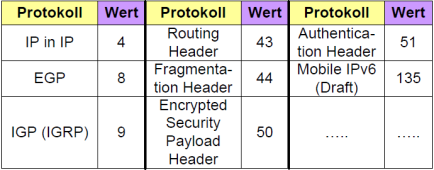 Protokoll Wert Protokoll Wert Protokoll Wert
IP in IP 4 Routing Header 43 Authentica-tion Header 51
EGP 8 Fragmenta-tion Header 44 Mobile IPv6 (Draft) 135
IGP (IGRP) 9 Encrypted Security Payload Header 50 ..... .....